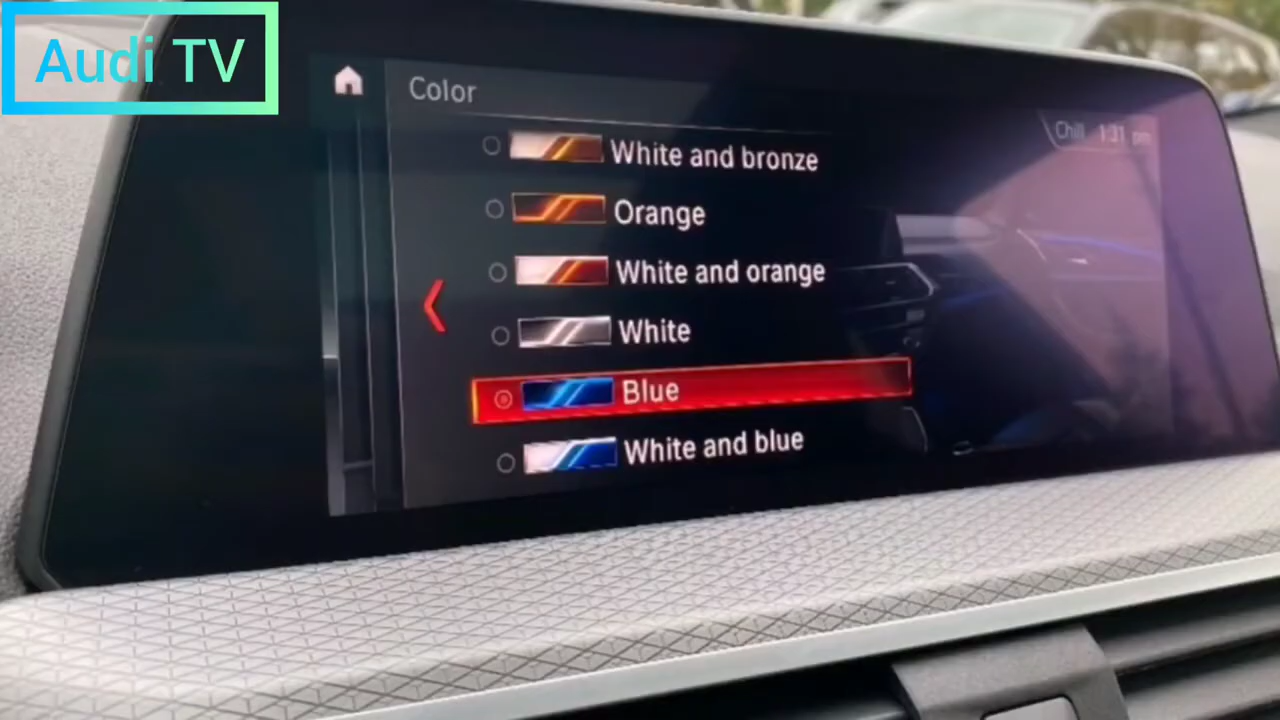 Audi TV
Color
Chill 1:31 pm
White and bronze
Orange
White and orange
White
Blue
White and blue